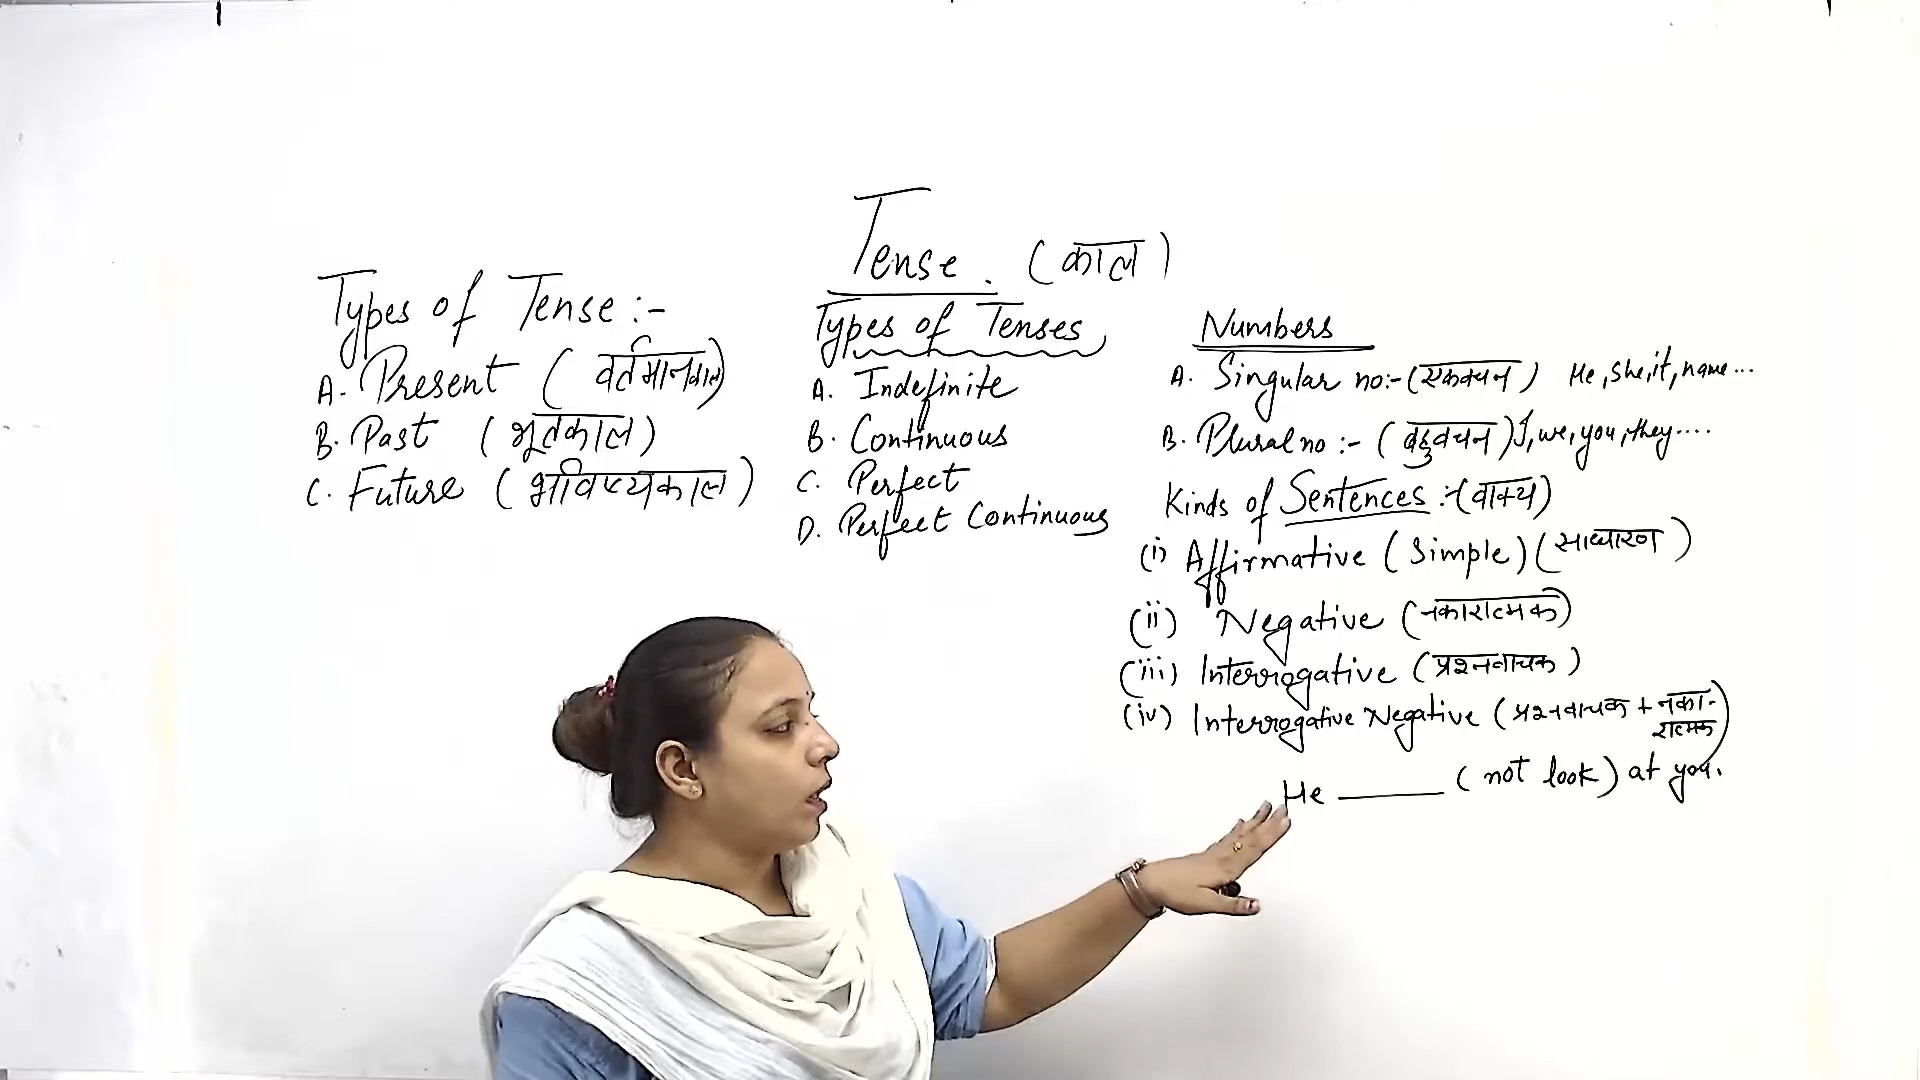 Tense. (काल)
Types of Tense :-
A. Present (वर्तमानकाल)
B. Past (भूतकाल)
C. Future (भविष्यकाल)
Types of Tenses
A. Indefinite
B. Continuous
C. Perfect
D. Perfect Continuous
Numbers
A. Singular no:- (एकवचन) He, she, it, name...
B. Plural no :- (बहुवचन) I, we, you, they....
Kinds of Sentences :- (वाक्य)
(i) Affirmative (Simple) (साधारण)
(ii) Negative (नकारात्मक)
(iii) Interrogative (प्रश्नवाचक)
(iv) Interrogative Negative (प्रश्नवाचक + नका-
रात्मक)
He ______ (not look) at you.